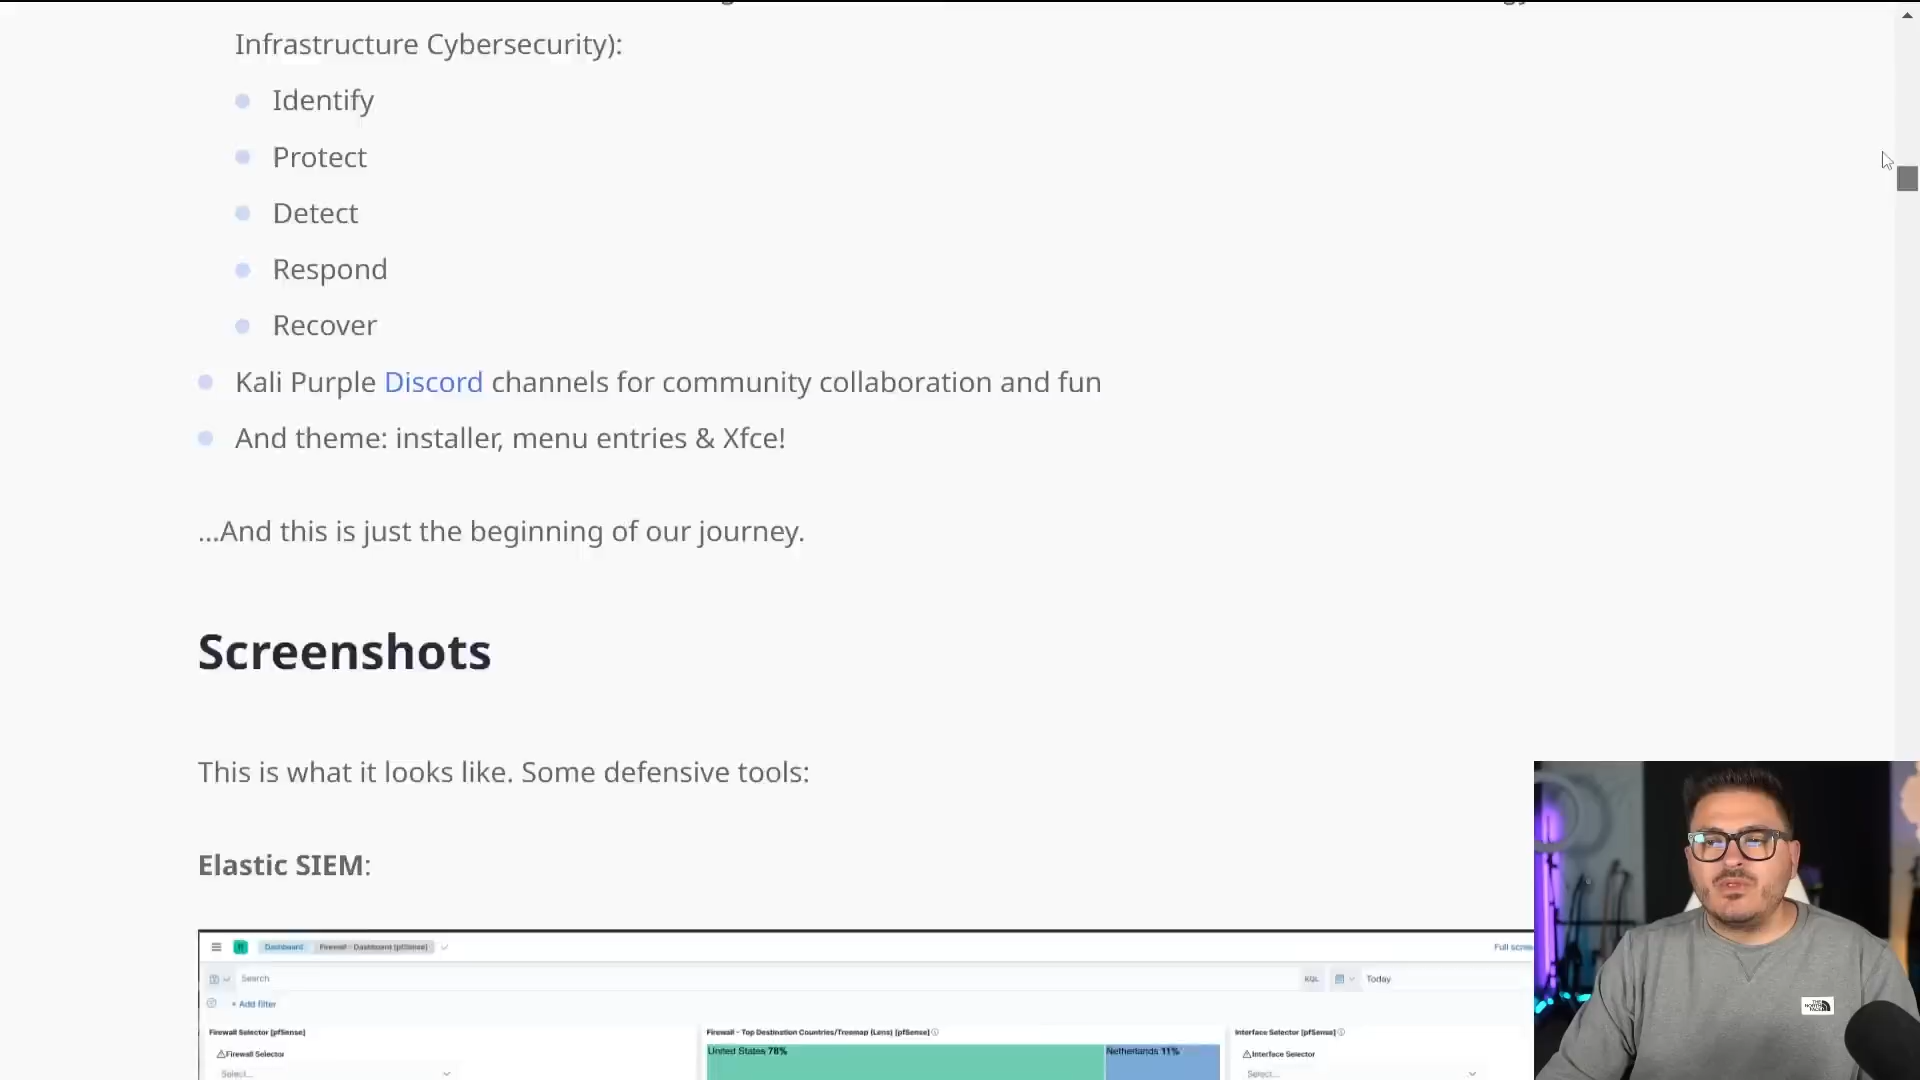 Infrastructure Cybersecurity):
Identify
Protect
Detect
Respond
Recover
Kali Purple Discord channels for community collaboration and fun
And theme: installer, menu entries & Xfce!
...And this is just the beginning of our journey.
Screenshots
This is what it looks like. Some defensive tools:
Elastic SIEM:
Dashboard Firewall - Dashboard [pfSense] Full scree
Search KQL Today
+ Add filter
Firewall Selector [pfSense] Firewall - Top Destination Countries/Treemap (Lens) [pfSense] Interface Selector [pfSense]
Firewall Selector United States 78% Netherlands 11% Interface Selector
Select... Select...
THE
NORTH
FACE